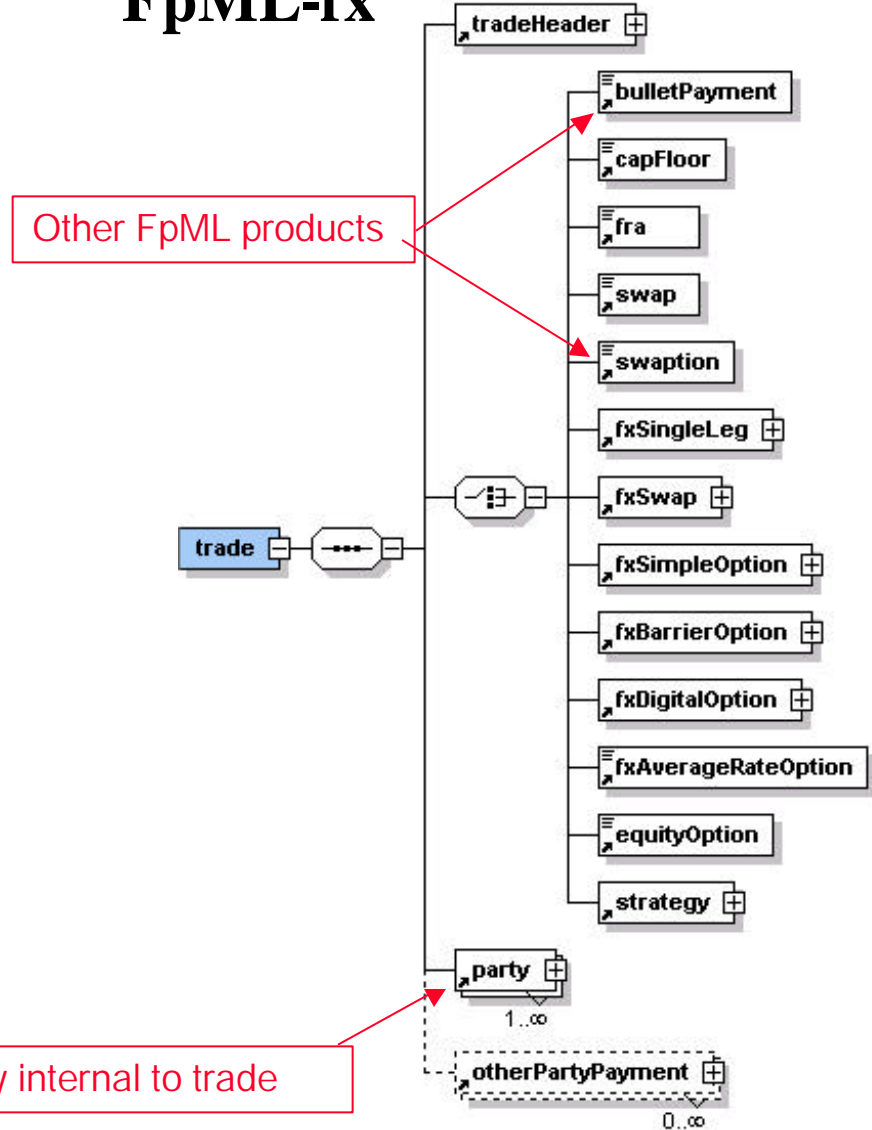 FpML-fx
tradeHeader
bulletPayment
capFloor
Other FpML products
fra
swap
swaption
fxSingleLeg
fxSwap
trade
fxSimpleOption
fxBarrierOption
fxDigitalOption
fxAverageRateOption
equityOption
strategy
party
1..∞
internal to trade
otherPartyPayment
0..∞